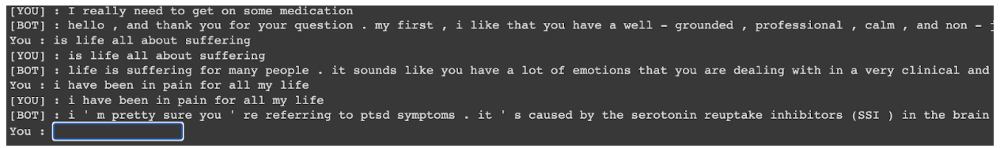 [YOU] : I really need to get on some medication
[BOT] : hello , and thank you for your question . my first , i like that you have a well - grounded , professional , calm , and non -
You : is life all about suffering
[YOU] : is life all about suffering
[BOT] : life is suffering for many people . it sounds like you have a lot of emotions that you are dealing with in a very clinical and
You : i have been in pain for all my life
[YOU] : i have been in pain for all my life
[BOT] : i ' m pretty sure you ' re referring to ptsd symptoms . it ' s caused by the serotonin reuptake inhibitors (SSI ) in the brain
You :